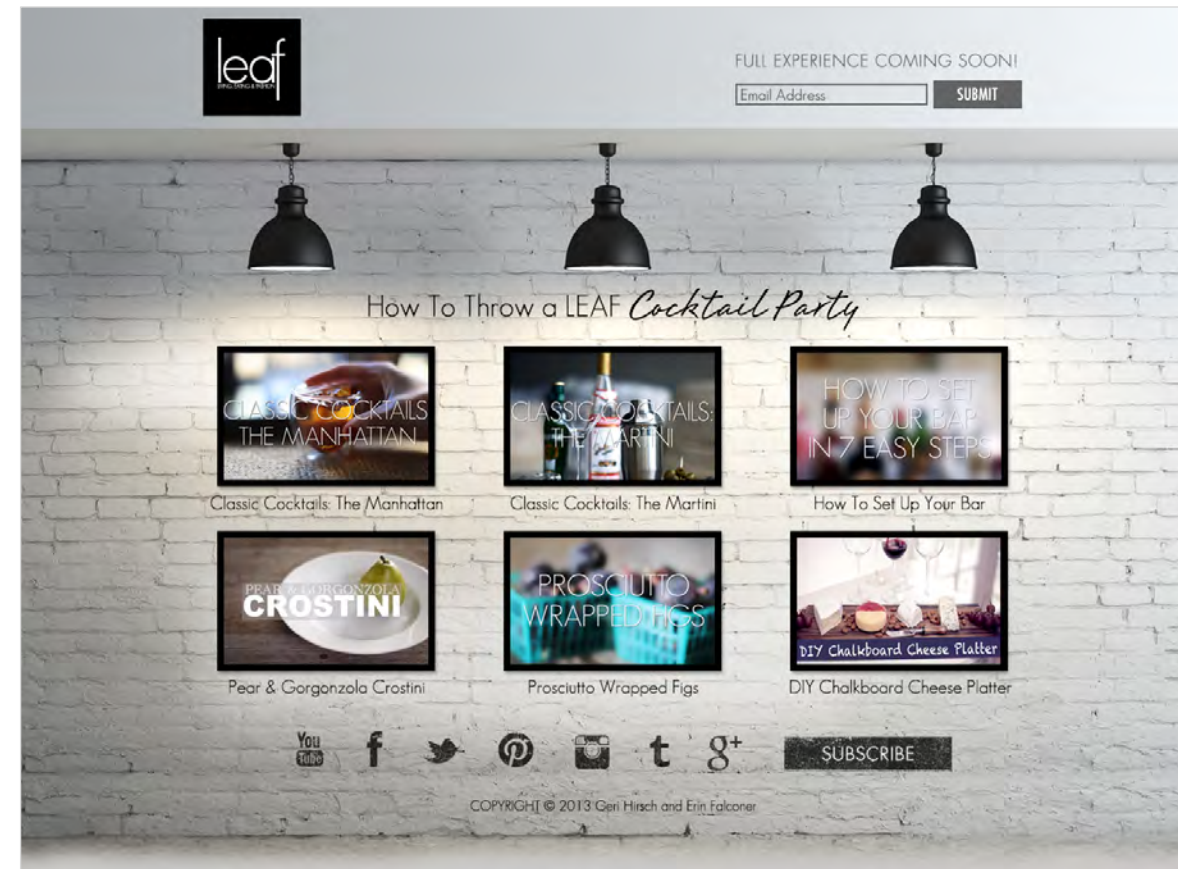 leaf
FULL EXPERIENCE COMING SOON!
Email Address
SUBMIT
How To Throw a LEAF Cocktail Party
CLASSIC COCKTAILS
THE MANHATTAN
CLASSIC COCKTAILS:
THE MARTINI
HOW TO SET
UP YOUR BAR
IN 7 EASY STEPS
Classic Cocktails: The Manhattan
Classic Cocktails: The Martini
How To Set Up Your Bar
PEAR & GORGONZOLA
CROSTINI
PROSCIUTTO
WRAPPED FIGS
DIY Chalkboard Cheese Platter
Pear & Gorgonzola Crostini
Prosciutto Wrapped Figs
DIY Chalkboard Cheese Platter
You
Tube
f
t
g+
SUBSCRIBE
COPYRIGHT © 2013 Geri Hirsch and Erin Falconer